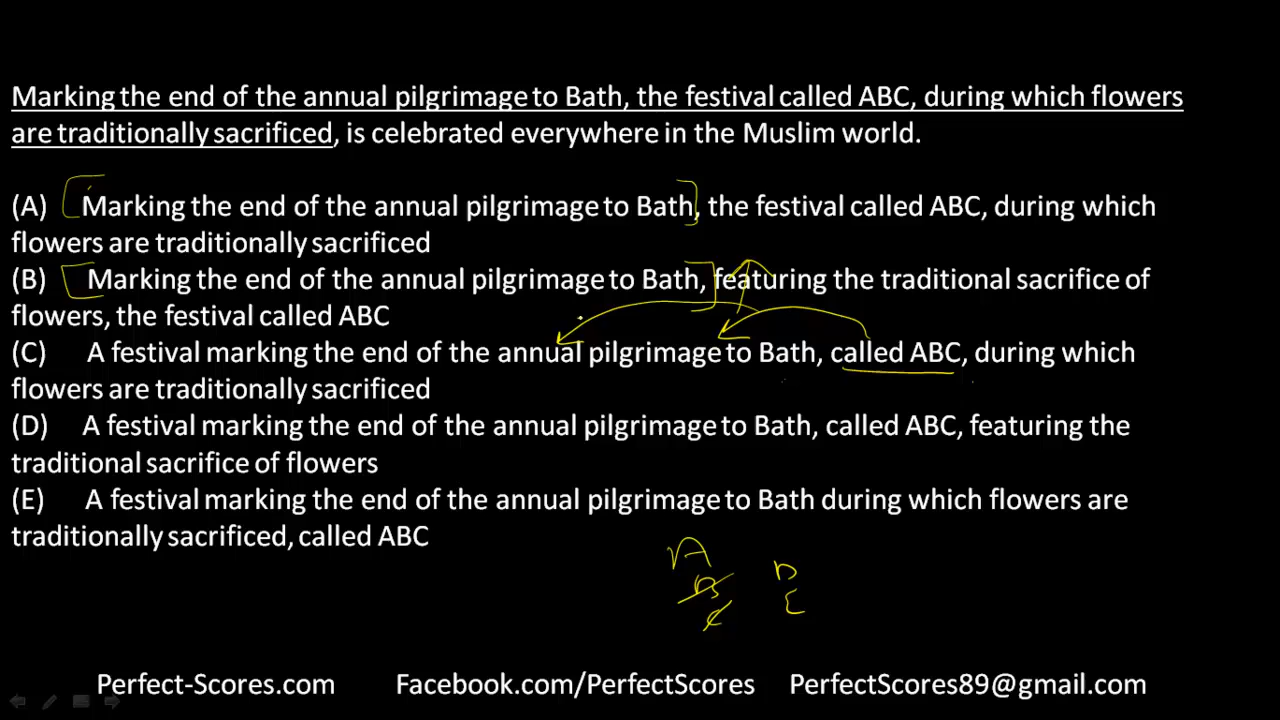 Marking the end of the annual pilgrimage to Bath, the festival called ABC, during which flowers
are traditionally sacrificed, is celebrated everywhere in the Muslim world.
(A) Marking the end of the annual pilgrimage to Bath, the festival called ABC, during which
flowers are traditionally sacrificed
(B) Marking the end of the annual pilgrimage to Bath, featuring the traditional sacrifice of
flowers, the festival called ABC
(C) A festival marking the end of the annual pilgrimage to Bath, called ABC, during which
flowers are traditionally sacrificed
(D) A festival marking the end of the annual pilgrimage to Bath, called ABC, featuring the
traditional sacrifice of flowers
(E) A festival marking the end of the annual pilgrimage to Bath during which flowers are
traditionally sacrificed, called ABC
A
B D
C E
Perfect-Scores.com Facebook.com/PerfectScores PerfectScores89@gmail.com